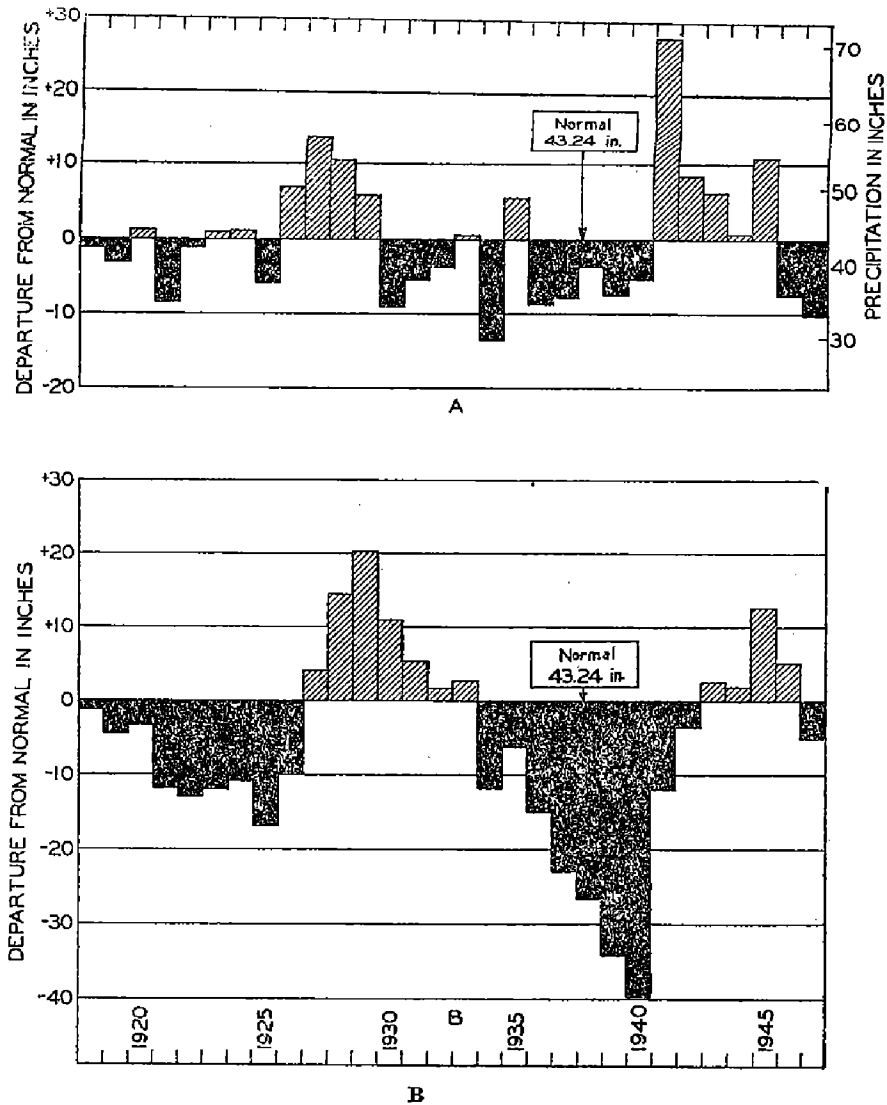 DEPARTURE FROM NORMAL IN INCHES
+30
+20
+10
0
-10
-20
Normal
43.24 in.
PRECIPITATION IN INCHES
70
60
50
40
30
A
DEPARTURE FROM NORMAL IN INCHES
+30
+20
+10
0
-10
-20
-30
-40
Normal
43.24 in.
1920
1925
1930
B
1935
1940
1945
B